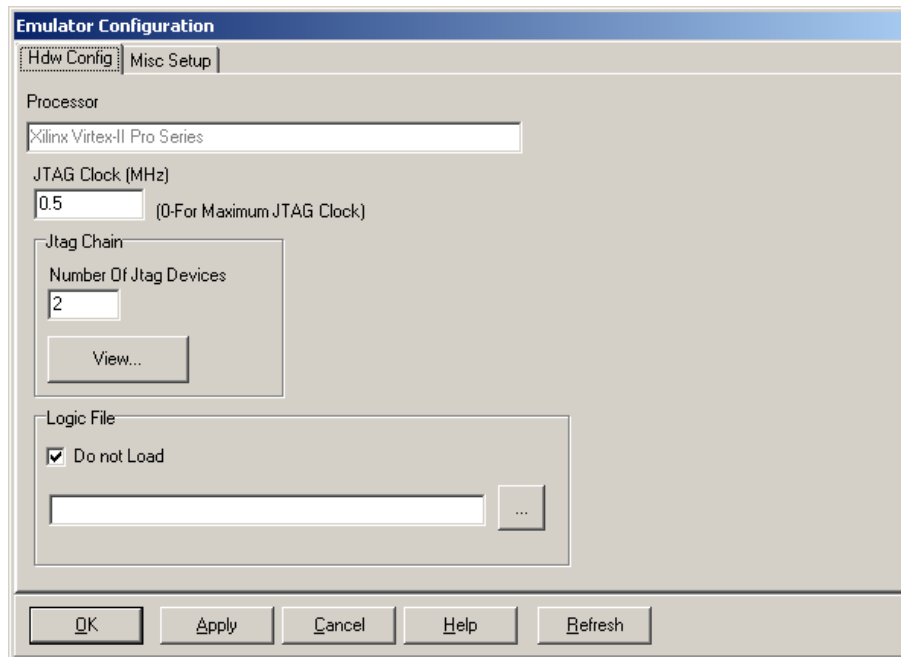 Emulator Configuration
Hdw Config Misc Setup
Processor
Xilinx Virtex-II Pro Series
JTAG Clock (MHz)
0.5 (0-For Maximum JTAG Clock)
Jtag Chain
Number Of Jtag Devices
2
View...
Logic File
Do not Load
...
OK Apply Cancel Help Refresh